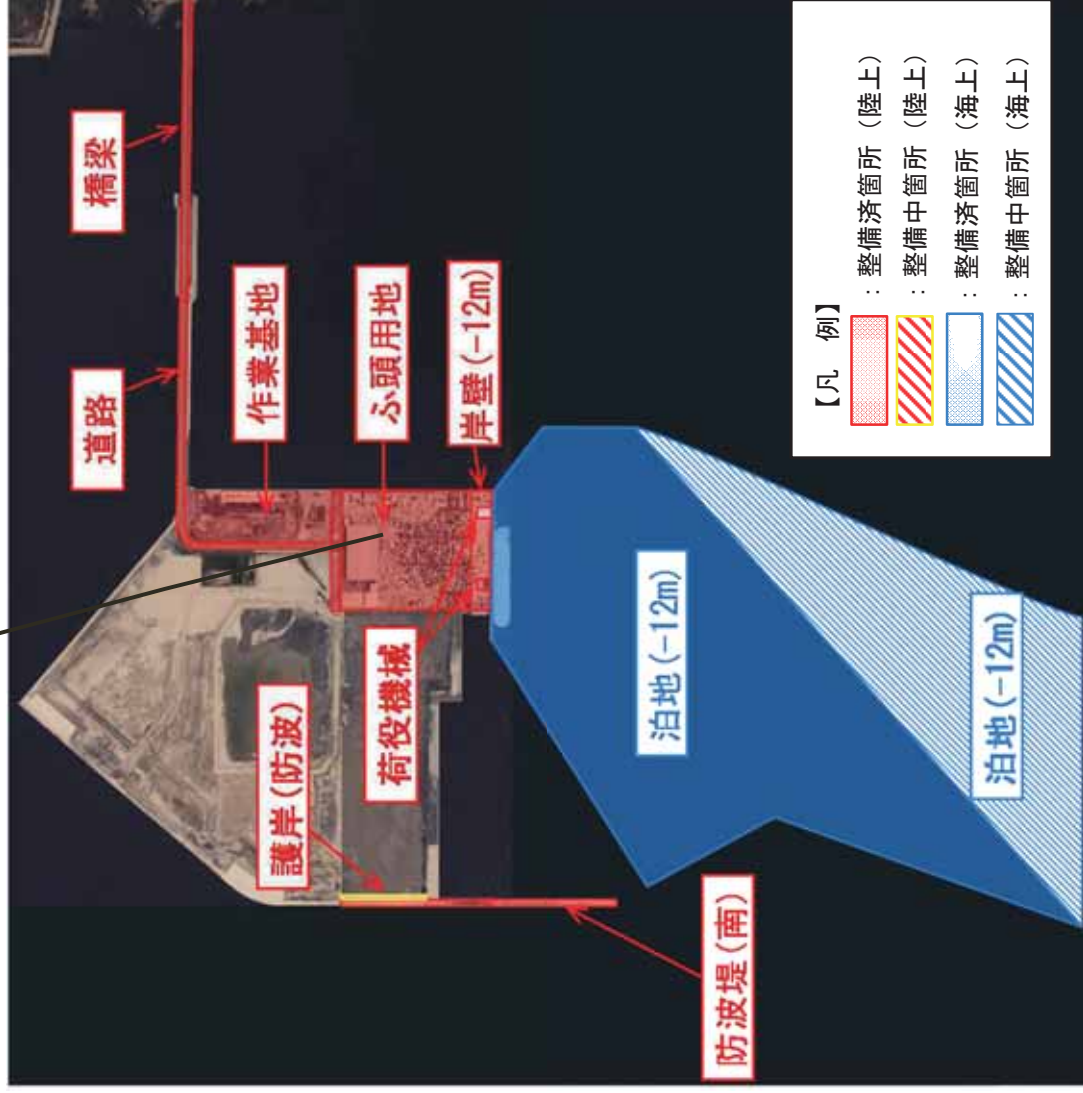 橋梁
道路
作業基地
ふ頭用地
岸壁(-12m)
荷役機械
護岸(防波)
防波堤(南)
泊地(-12m)
泊地(-12m)
【凡　例】
：整備済箇所（陸上）
：整備中箇所（陸上）
：整備済箇所（海上）
：整備中箇所（海上）